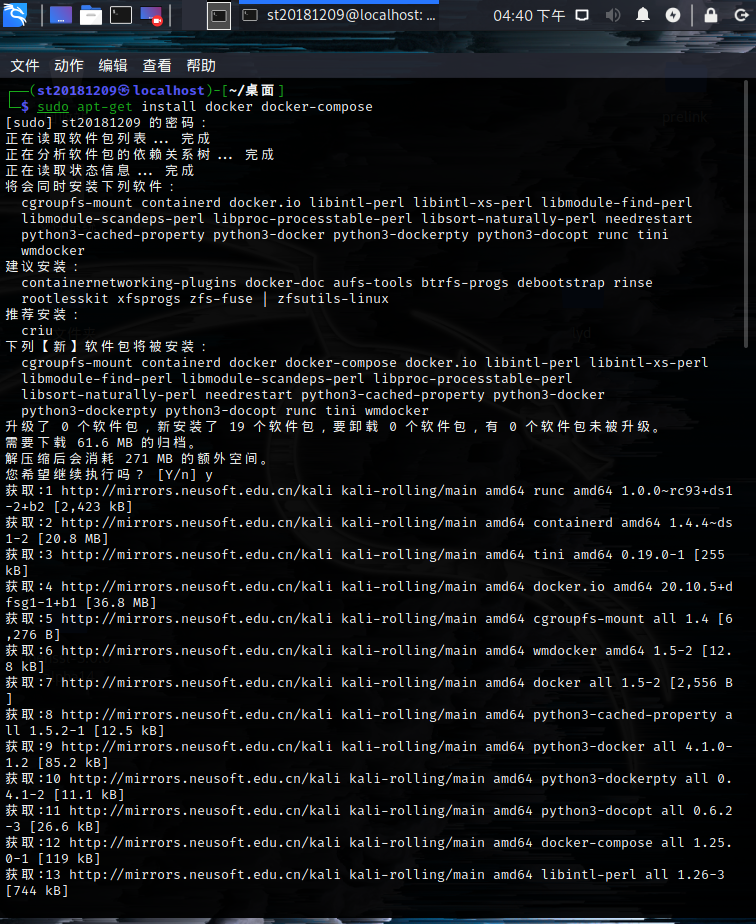 st20181209@localhost: ...
04:40 下午
文件 动作 编辑 查看 帮助
┌──(st20181209㉿localhost)-[~/桌面]
└─$ sudo apt-get install docker docker-compose
[sudo] st20181209 的密码：
正在读取软件包列表... 完成
正在分析软件包的依赖关系树... 完成
正在读取状态信息... 完成
将会同时安装下列软件：
cgroupfs-mount containerd docker.io libintl-perl libintl-xs-perl libmodule-find-perl
libmodule-scandeps-perl libproc-processtable-perl libsort-naturally-perl needrestart
python3-cached-property python3-docker python3-dockerpty python3-docopt runc tini
wmdocker
建议安装：
containernetworking-plugins docker-doc aufs-tools btrfs-progs debootstrap rinse
rootlesskit xfsprogs zfs-fuse | zfsutils-linux
推荐安装：
criu
下列【新】软件包将被安装：
cgroupfs-mount containerd docker docker-compose docker.io libintl-perl libintl-xs-perl
libmodule-find-perl libmodule-scandeps-perl libproc-processtable-perl
libsort-naturally-perl needrestart python3-cached-property python3-docker
python3-dockerpty python3-docopt runc tini wmdocker
升级了 0 个软件包，新安装了 19 个软件包，要卸载 0 个软件包，有 0 个软件包未被升级。
需要下载 61.6 MB 的归档。
解压缩后会消耗 271 MB 的额外空间。
您希望继续执行吗？ [Y/n] y
获取:1 http://mirrors.neusoft.edu.cn/kali kali-rolling/main amd64 runc amd64 1.0.0~rc93+ds1
-2+b2 [2,423 kB]
获取:2 http://mirrors.neusoft.edu.cn/kali kali-rolling/main amd64 containerd amd64 1.4.4~ds
1-2 [20.8 MB]
获取:3 http://mirrors.neusoft.edu.cn/kali kali-rolling/main amd64 tini amd64 0.19.0-1 [255
kB]
获取:4 http://mirrors.neusoft.edu.cn/kali kali-rolling/main amd64 docker.io amd64 20.10.5+d
fsg1-1+b1 [36.8 MB]
获取:5 http://mirrors.neusoft.edu.cn/kali kali-rolling/main amd64 cgroupfs-mount all 1.4 [6
,276 B]
获取:6 http://mirrors.neusoft.edu.cn/kali kali-rolling/main amd64 wmdocker amd64 1.5-2 [12.
8 kB]
获取:7 http://mirrors.neusoft.edu.cn/kali kali-rolling/main amd64 docker all 1.5-2 [2,556 B
]
获取:8 http://mirrors.neusoft.edu.cn/kali kali-rolling/main amd64 python3-cached-property a
ll 1.5.2-1 [12.5 kB]
获取:9 http://mirrors.neusoft.edu.cn/kali kali-rolling/main amd64 python3-docker all 4.1.0-
1.2 [85.2 kB]
获取:10 http://mirrors.neusoft.edu.cn/kali kali-rolling/main amd64 python3-dockerpty all 0.
4.1-2 [11.1 kB]
获取:11 http://mirrors.neusoft.edu.cn/kali kali-rolling/main amd64 python3-docopt all 0.6.2
-3 [26.6 kB]
获取:12 http://mirrors.neusoft.edu.cn/kali kali-rolling/main amd64 docker-compose all 1.25.
0-1 [119 kB]
获取:13 http://mirrors.neusoft.edu.cn/kali kali-rolling/main amd64 libintl-perl all 1.26-3
[744 kB]